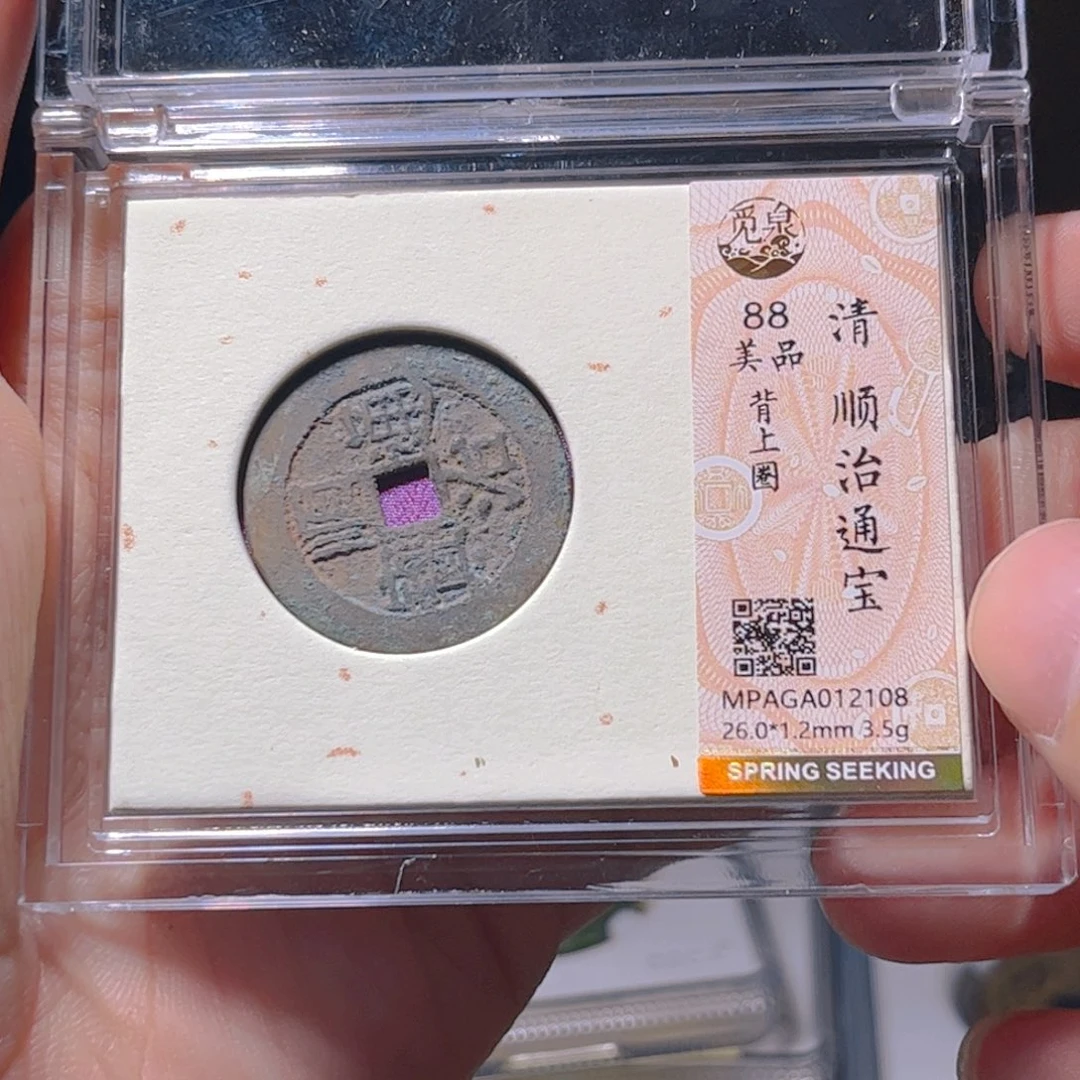 觅泉
清 顺治通宝
88
美品
背上圈
MPAGA012108
26.0*1.2mm 3.5g
SPRING SEEKING